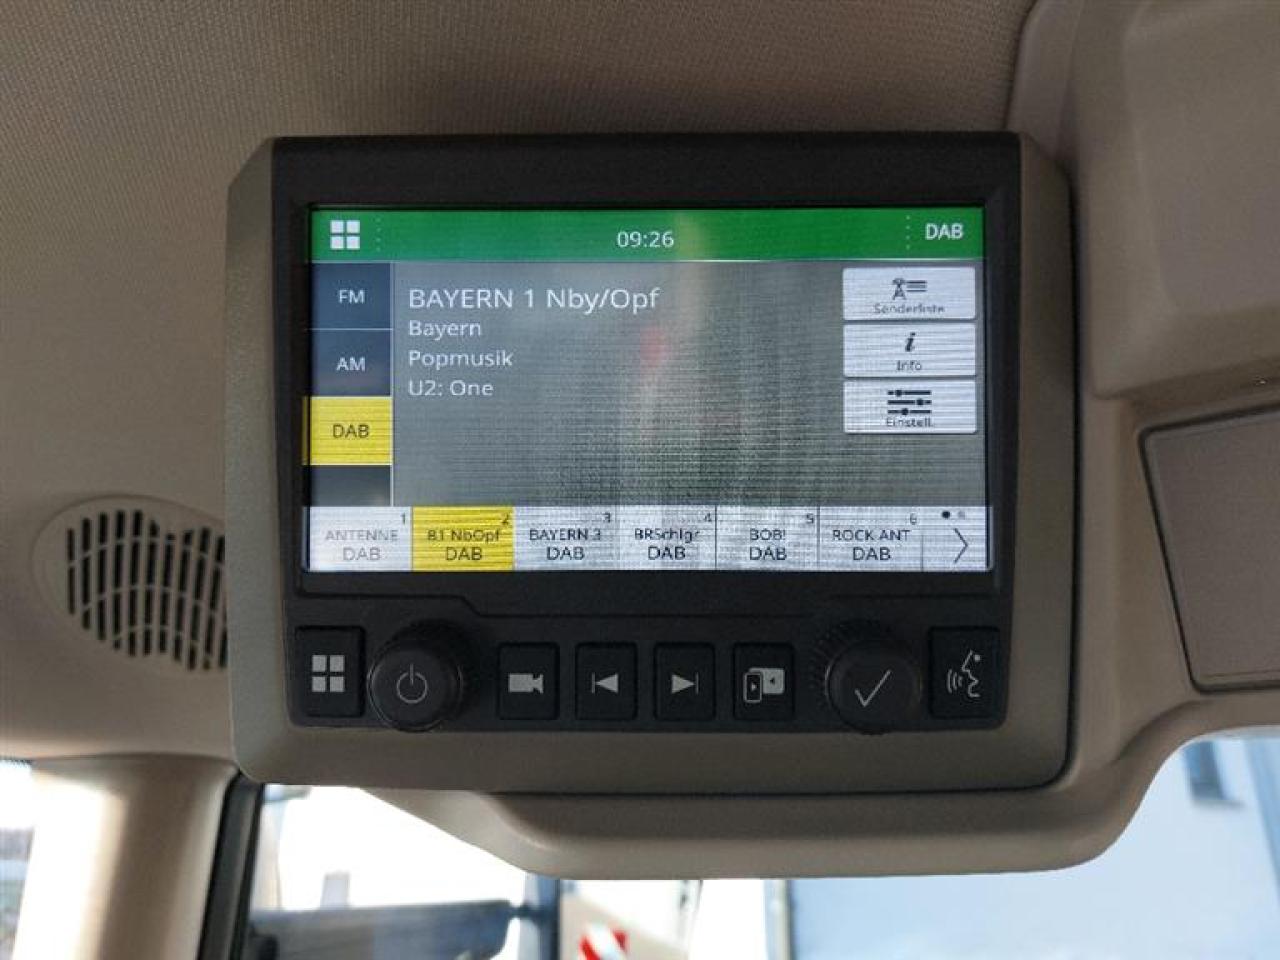 09:26
DAB
FM
AM
DAB
BAYERN 1 Nby/Opf
Bayern
Popmusik
U2: One
Senderliste
i
Info
Einstell.
1
ANTENNE
DAB
2
B1 NbOpf
DAB
3
BAYERN 3
DAB
4
BRSchlgr
DAB
5
BOB!
DAB
6
ROCK ANT
DAB